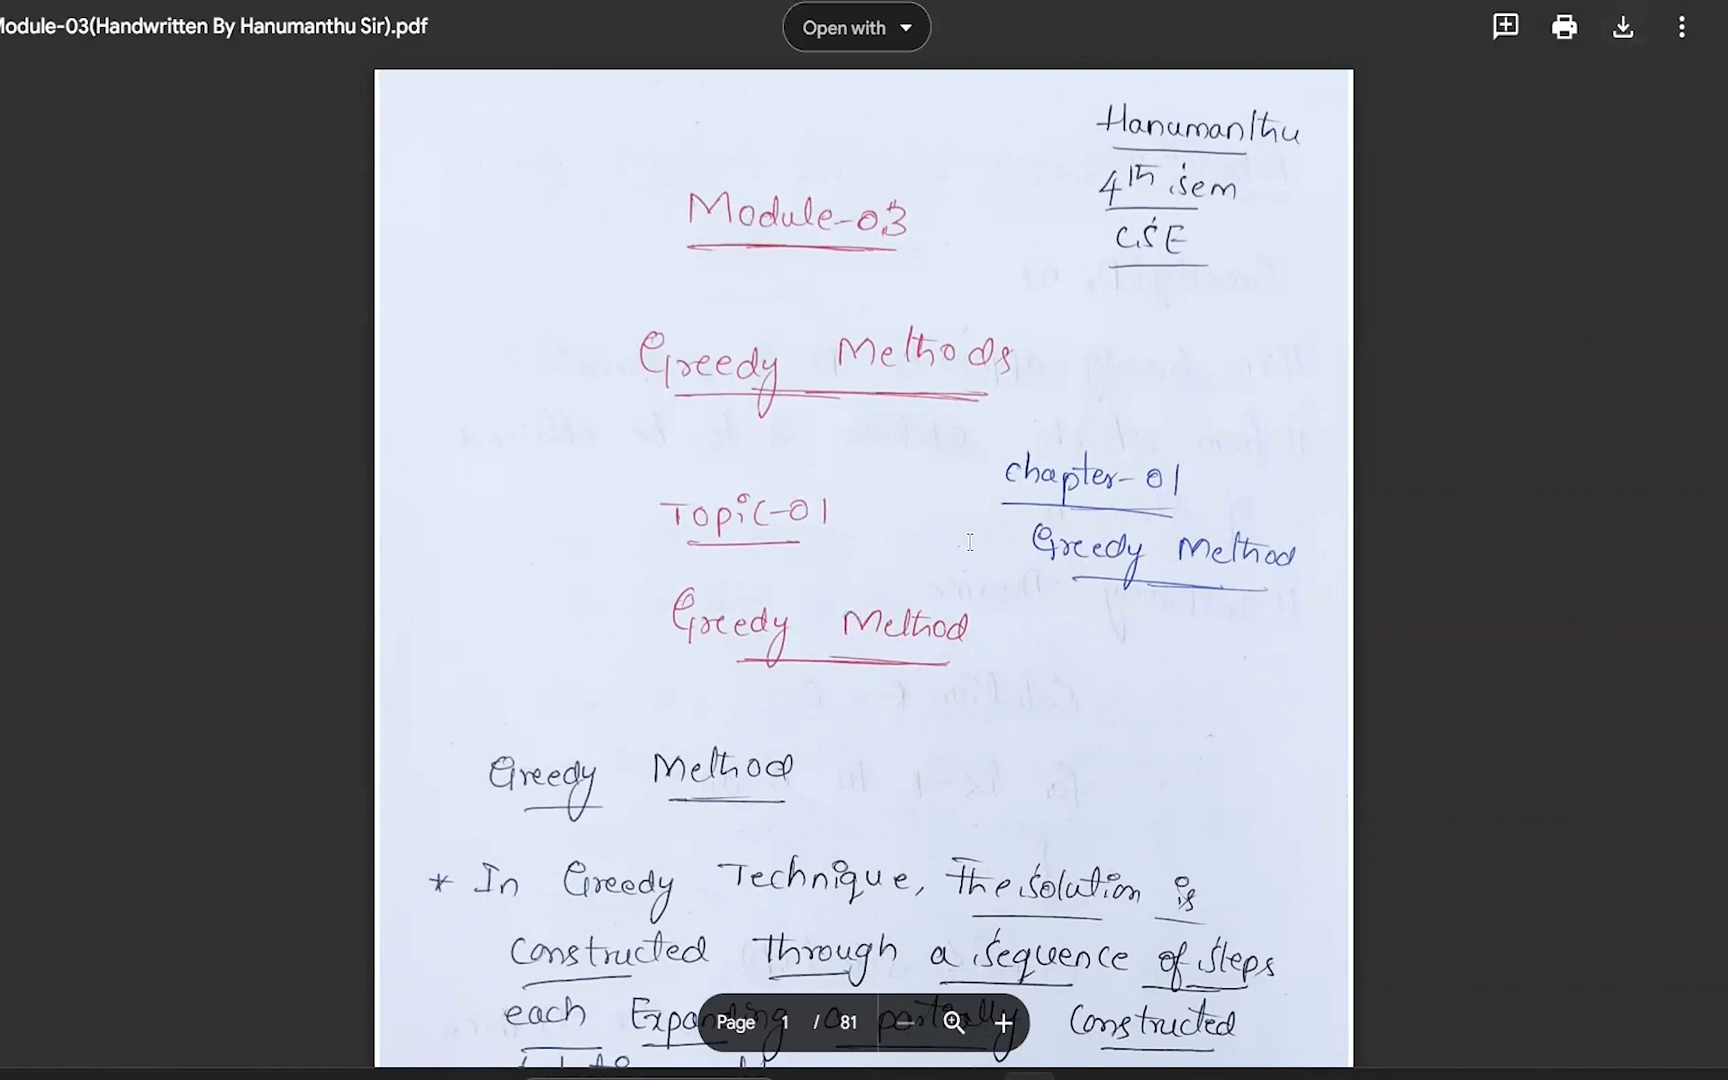 Module-03(Handwritten By Hanumanthu Sir).pdf
Open with
Hanumanthu
4th sem
CSE
Module-03
Greedy Methods
Chapter-01
Greedy Method
Topic-01
Greedy Method
Greedy Method
* In Greedy Technique, The solution is
Constructed Through a sequence of steps
each Expanding a partially Constructed
Page 1 / 81